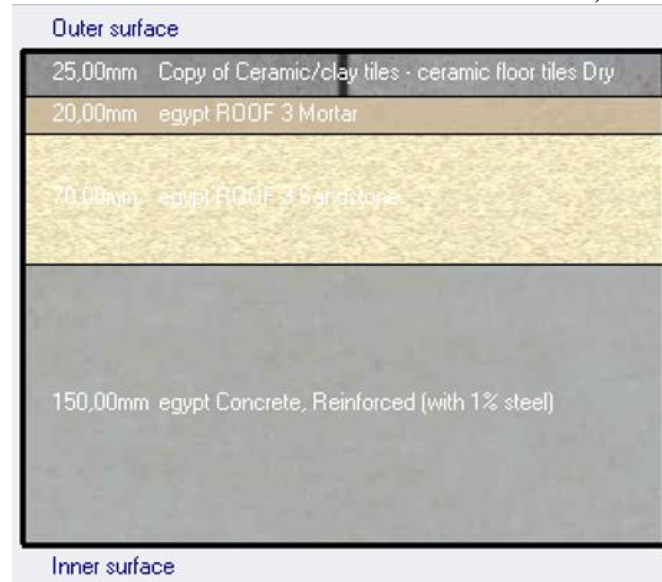 Outer surface
25,00mm Copy of Ceramic/clay tiles - ceramic floor tiles Dry
20,00mm egypt ROOF 3 Mortar
70,00mm egypt ROOF 3 Sandstone
150,00mm egypt Concrete, Reinforced (with 1% steel)
Inner surface